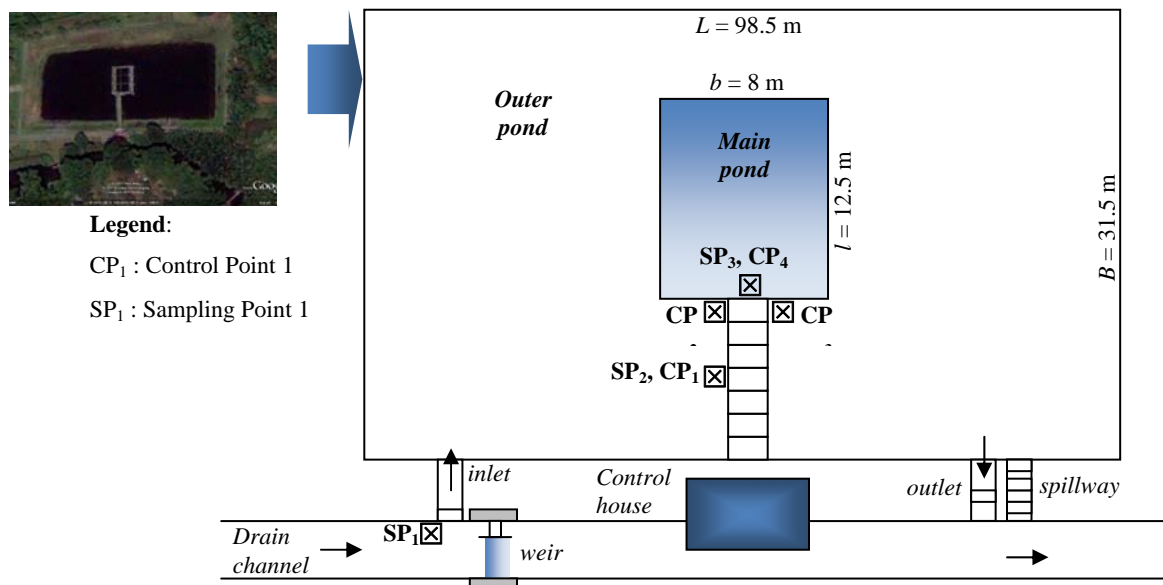 L = 98.5 m
b = 8 m
Outer
pond
Main
pond
l = 12.5 m
B = 31.5 m
Legend:
CP₁ : Control Point 1
SP₁ : Sampling Point 1
SP₃, CP₄
CP
CP
SP₂, CP₁
inlet
Control
house
outlet
spillway
SP₁
Drain
channel
weir